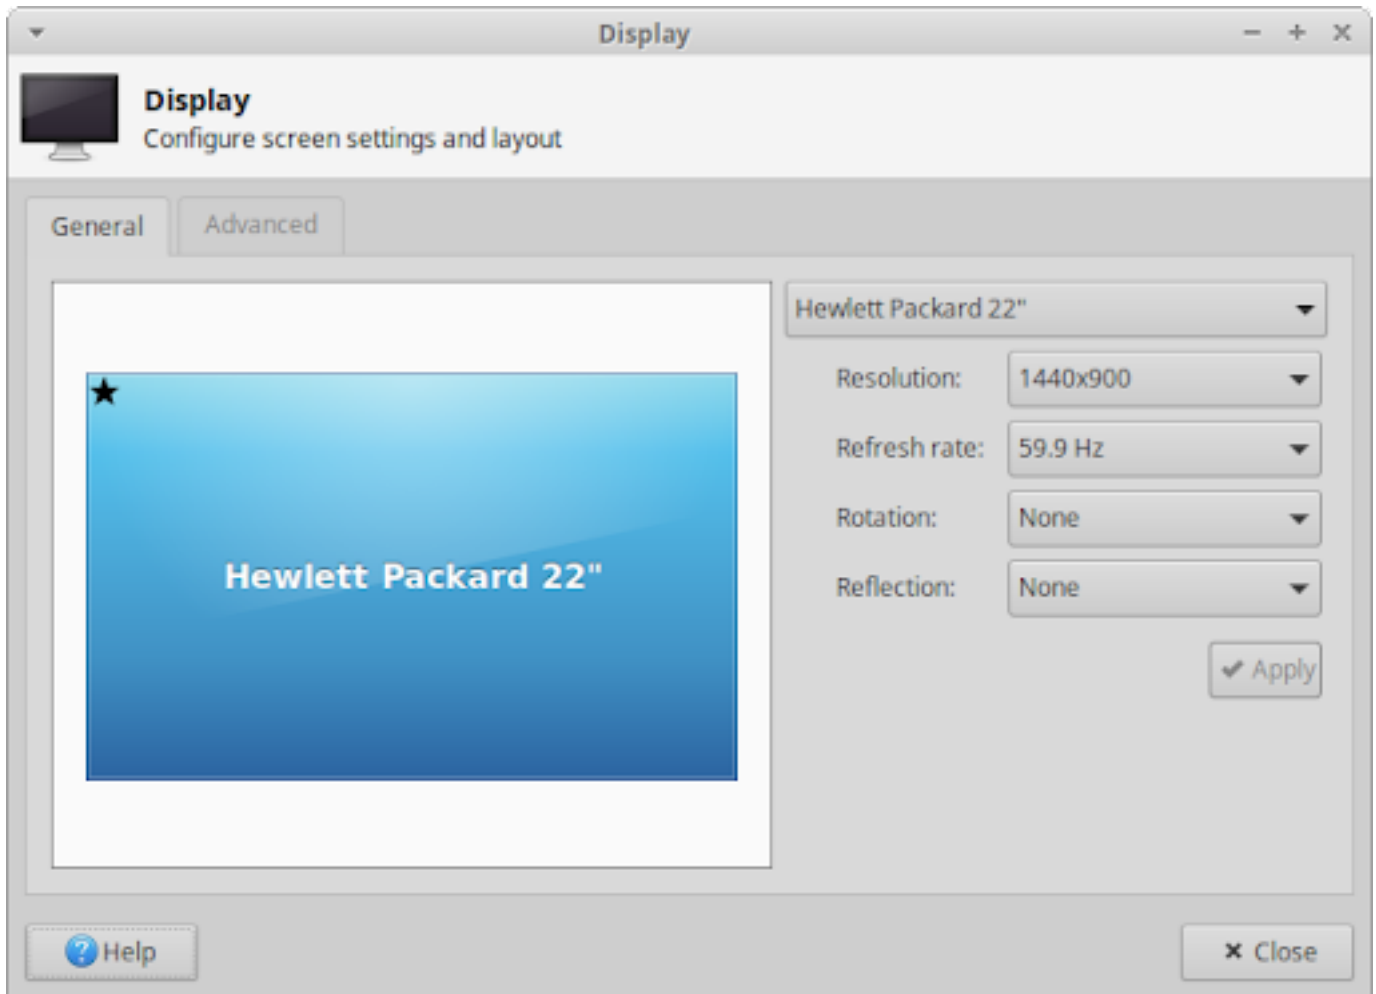 Display
Display
Configure screen settings and layout
General
Advanced
Hewlett Packard 22"
Hewlett Packard 22"
Resolution: 1440x900
Refresh rate: 59.9 Hz
Rotation: None
Reflection: None
Apply
Help
Close